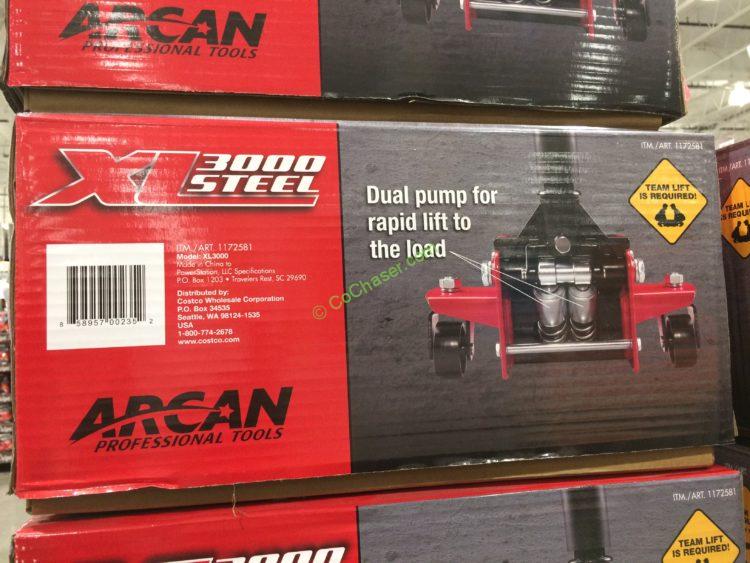 ARCAN
PROFESSIONAL TOOLS
XL 3000
STEEL
ITM./ART. 1172581
TEAM LIFT
IS REQUIRED!
Dual pump for
rapid lift to
the load
ITM./ART. 1172581
Model: XL3000
Made in China to
PowerStation, LLC Specifications
P.O. Box 1203 • Travelers Rest, SC 29690
Distributed by:
Costco Wholesale Corporation
P.O. Box 34535
Seattle, WA 98124-1535
USA
1-800-774-2678
www.costco.com
8 58957 00235 2
© CoChaser.com
ARCAN
PROFESSIONAL TOOLS
ITM./ART. 1172581
TEAM LIFT
IS REQUIRED!
3000